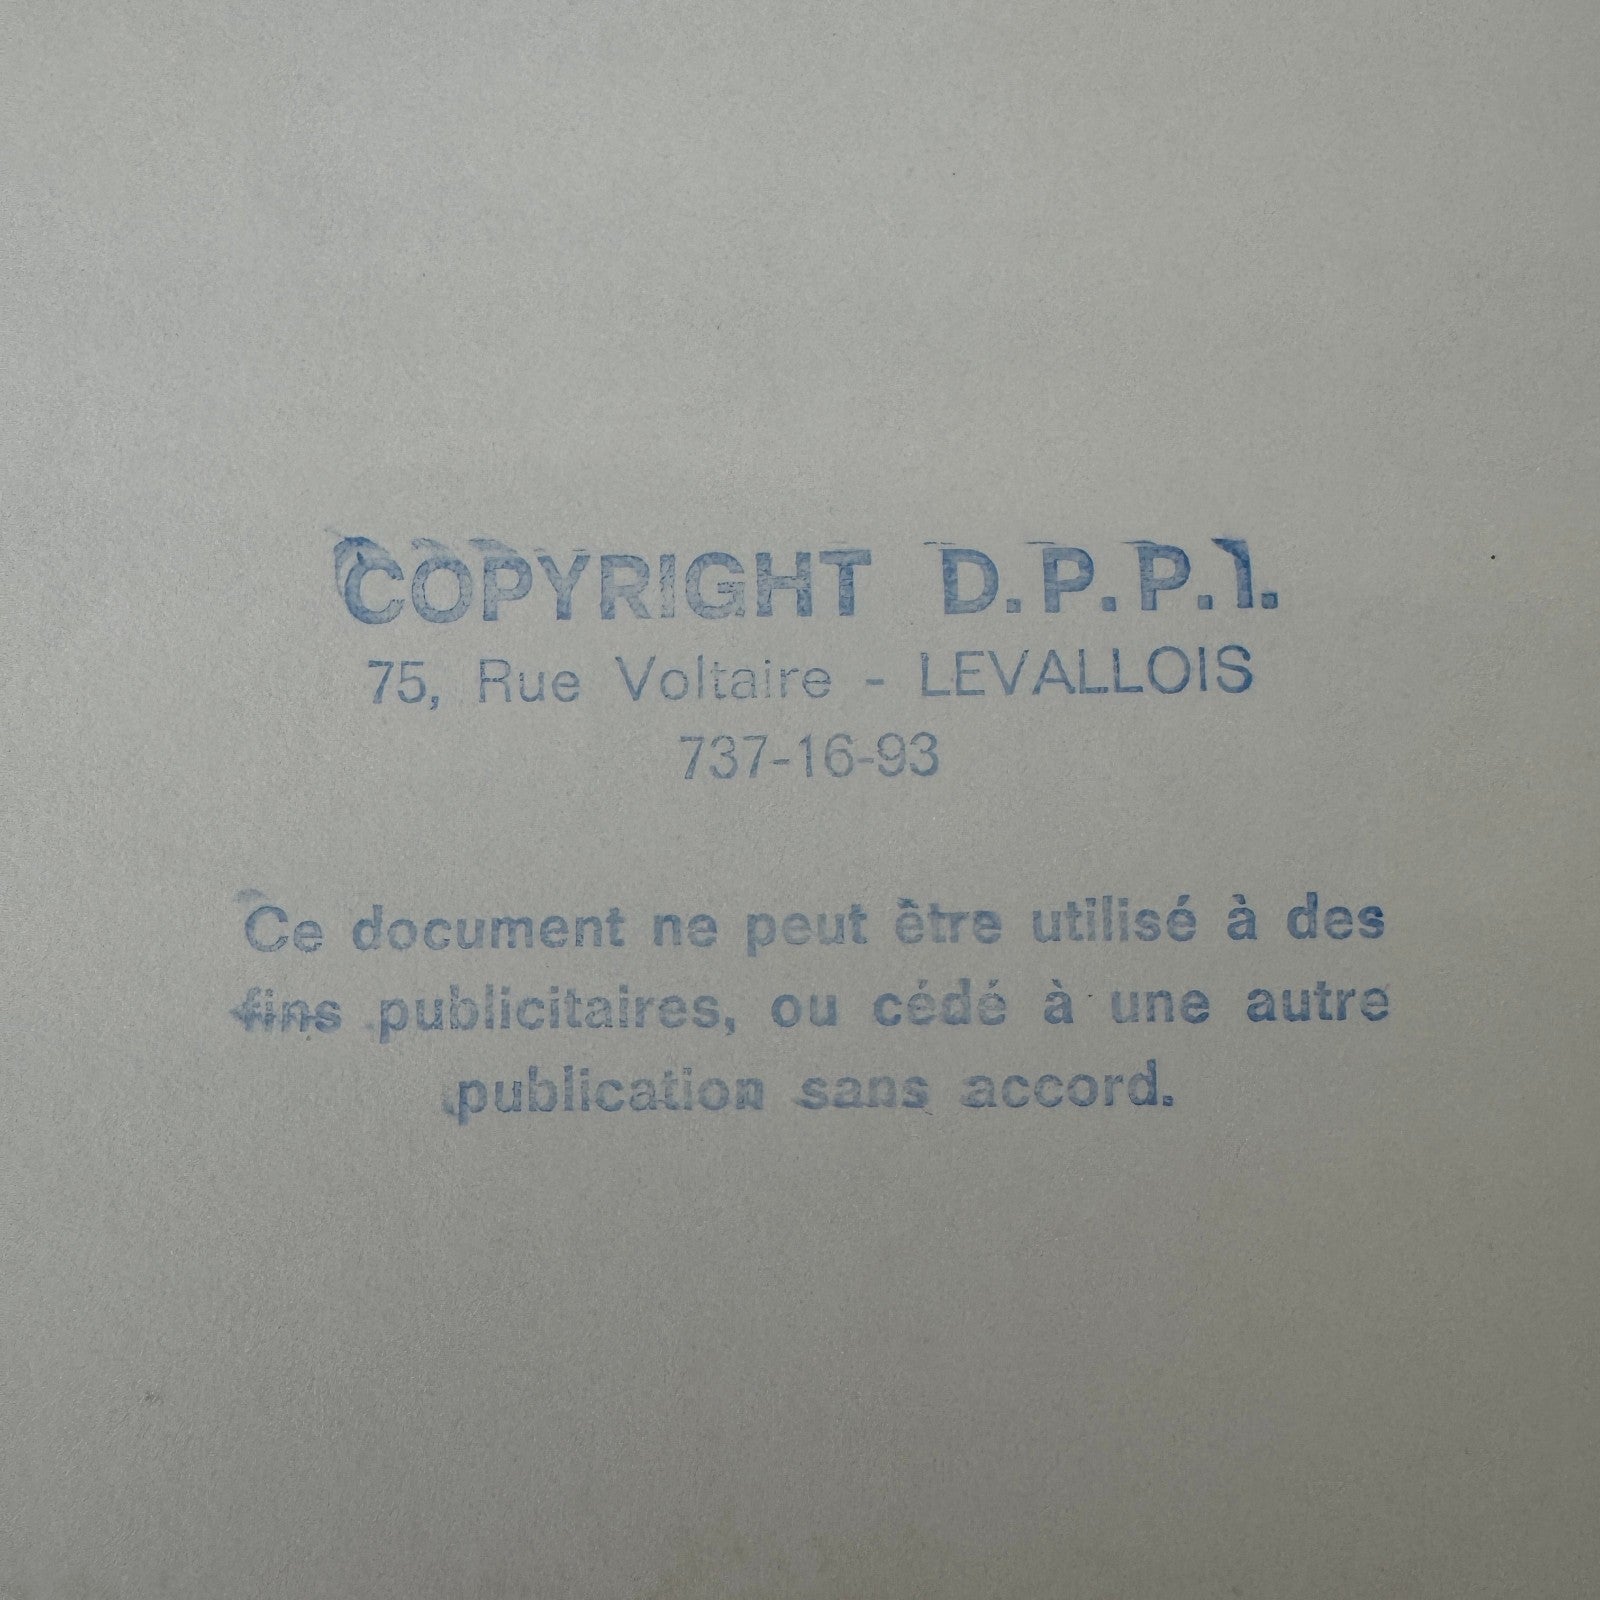 COPYRIGHT D.P.P.I.
75, Rue Voltaire - LEVALLOIS
737-16-93
Ce document ne peut être utilisé à des
fins publicitaires, ou cédé à une autre
publication sans accord.